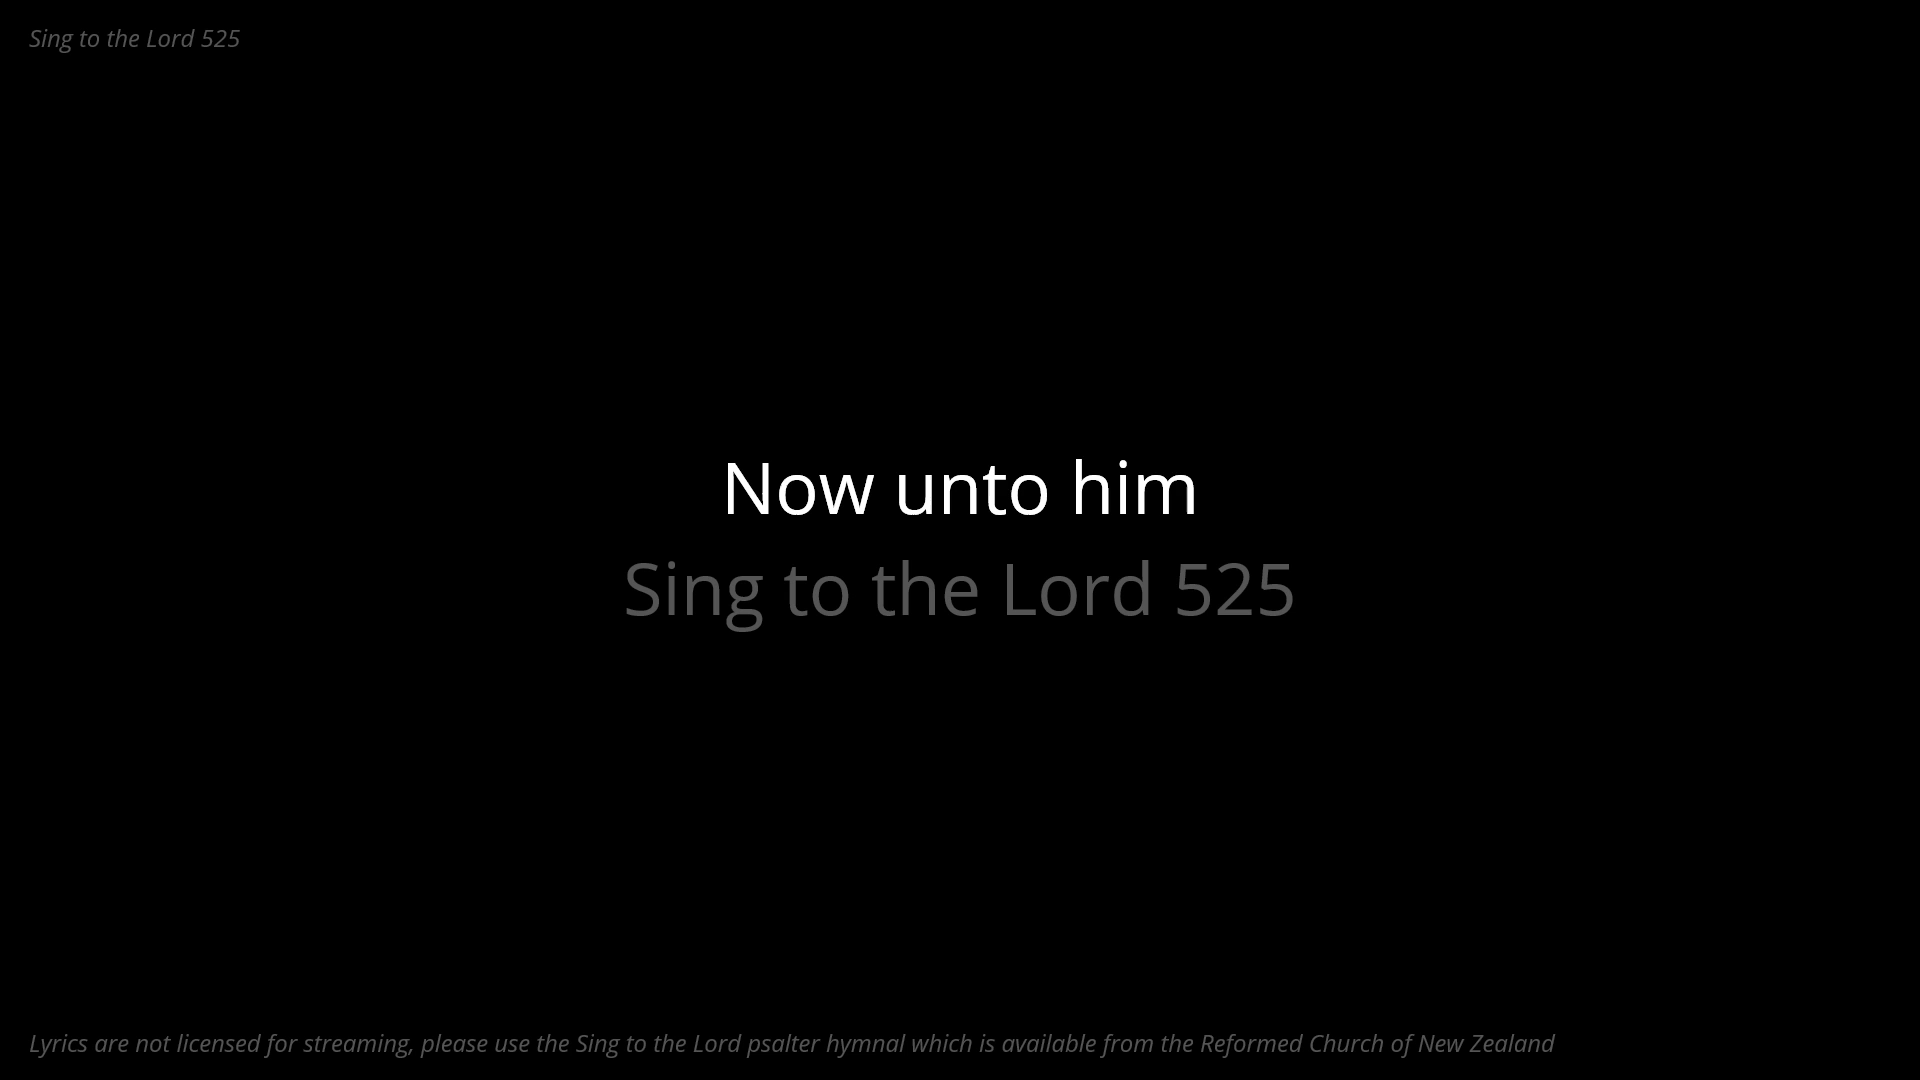 Sing to the Lord 525
Now unto him
Sing to the Lord 525
Lyrics are not licensed for streaming, please use the Sing to the Lord psalter hymnal which is available from the Reformed Church of New Zealand